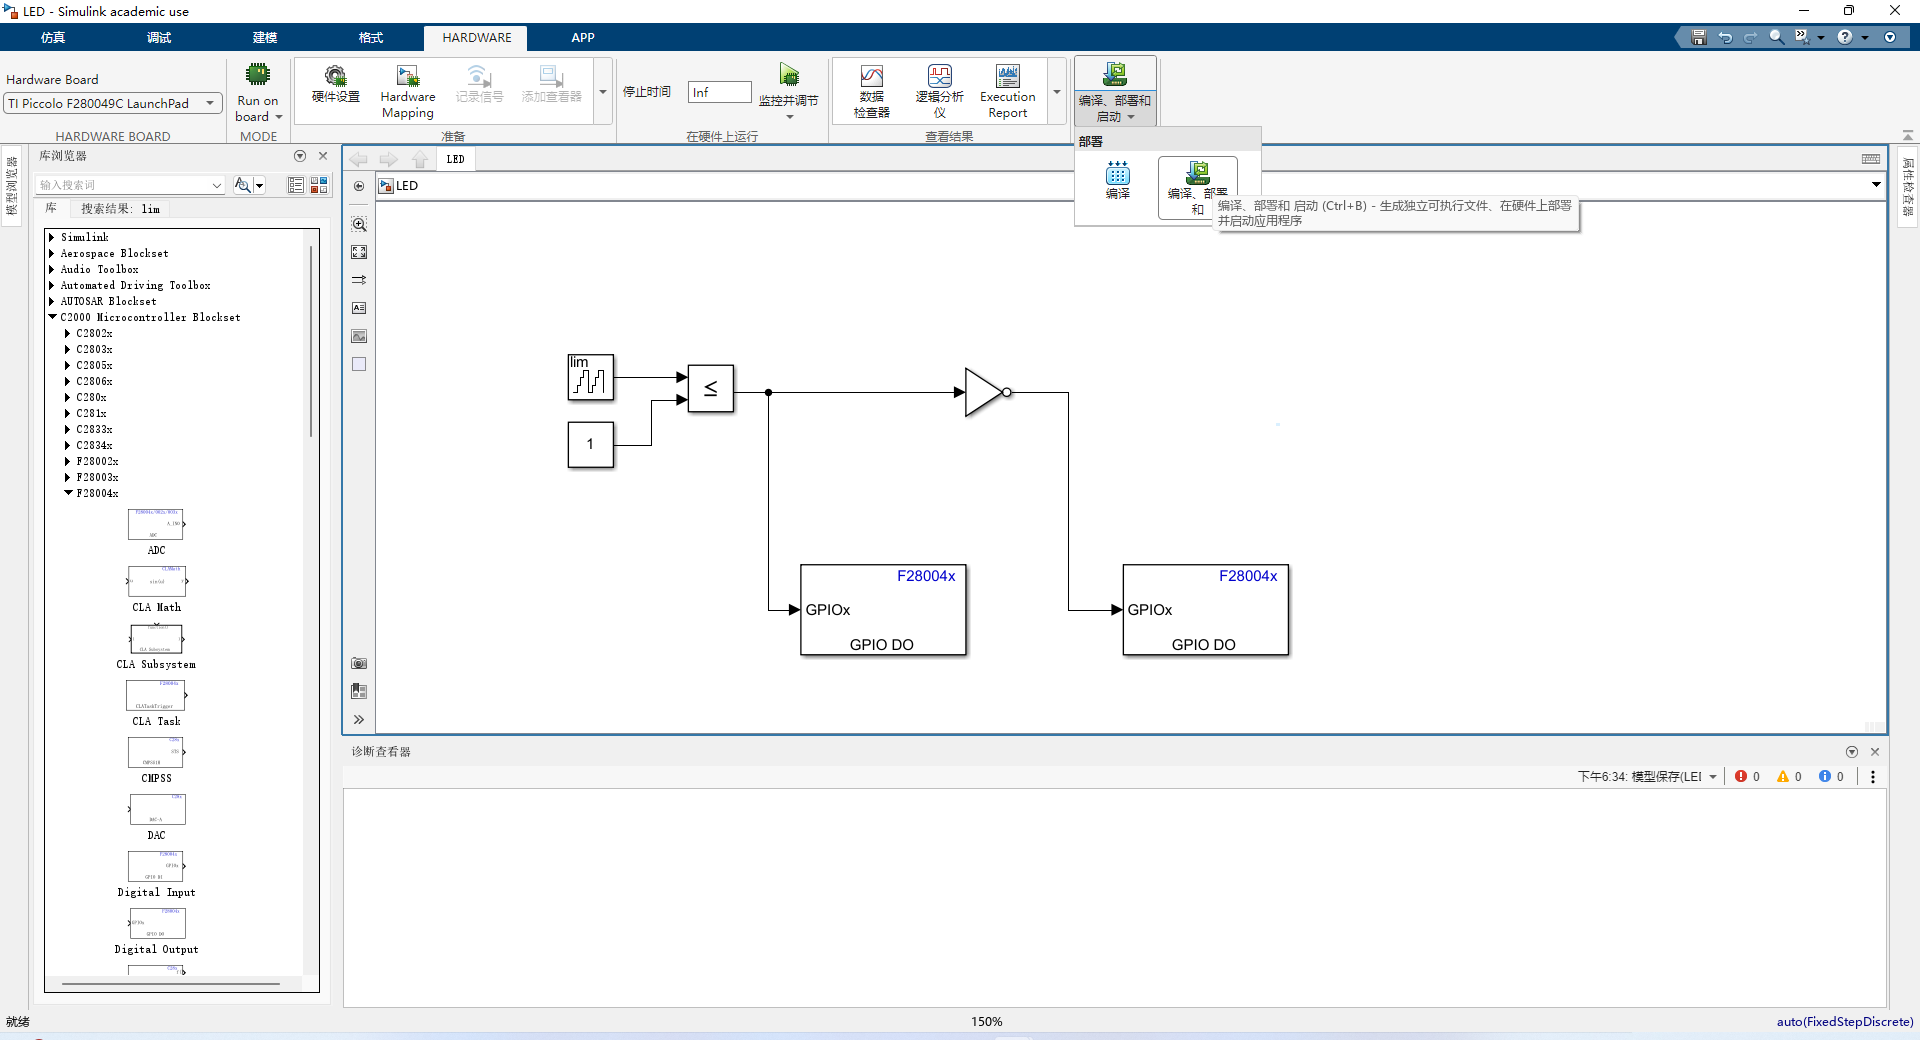 LED - Simulink academic use
仿真 调试 建模 格式 HARDWARE APP
Hardware Board
TI Piccolo F280049C LaunchPad
HARDWARE BOARD
Run on
board
MODE
硬件设置
Hardware
Mapping
记录信号
添加查看器
准备
停止时间
Inf
监控并调节
在硬件上运行
数据
检查器
逻辑分析
仪
Execution
Report
查看结果
编译、部署和
启动
部署
编译
编译、部署
和
编译、部署和 启动 (Ctrl+B) - 生成独立可执行文件、在硬件上部署
并启动应用程序
模型浏览器
库浏览器
输入搜索词
库
搜索结果: lim
Simulink
Aerospace Blockset
Audio Toolbox
Automated Driving Toolbox
AUTOSAR Blockset
C2000 Microcontroller Blockset
C2802x
C2803x
C2805x
C2806x
C280x
C281x
C2833x
C2834x
F28002x
F28003x
F28004x
ADC
CLA Math
CLA Subsystem
CLA Task
CMPSS
DAC
Digital Input
Digital Output
LED
LED
属性检查器
lim
≤
1
F28004x
GPIOx
GPIO DO
F28004x
GPIOx
GPIO DO
诊断查看器
下午6:34: 模型保存(LEI
0 0 0
就绪
150%
auto(FixedStepDiscrete)